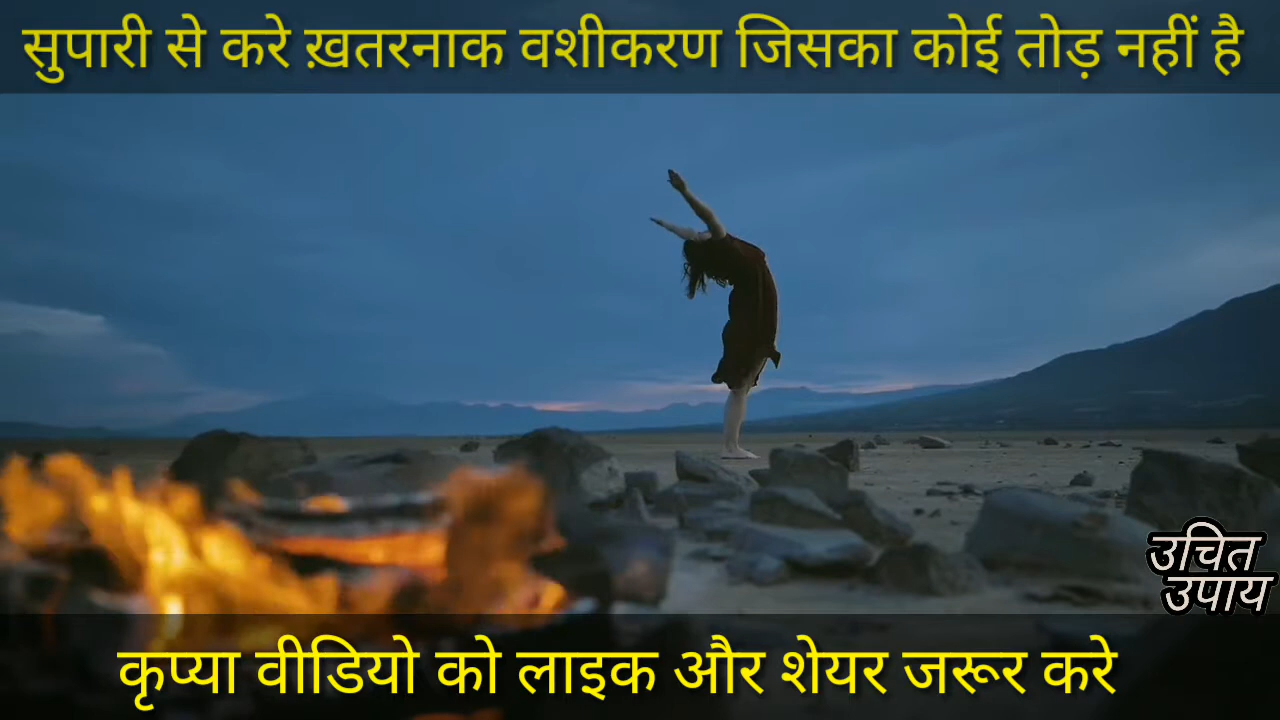 सुपारी से करे ख़तरनाक वशीकरण जिसका कोई तोड़ नहीं है
उचित
उपाय
कृप्या वीडियो को लाइक और शेयर जरूर करे